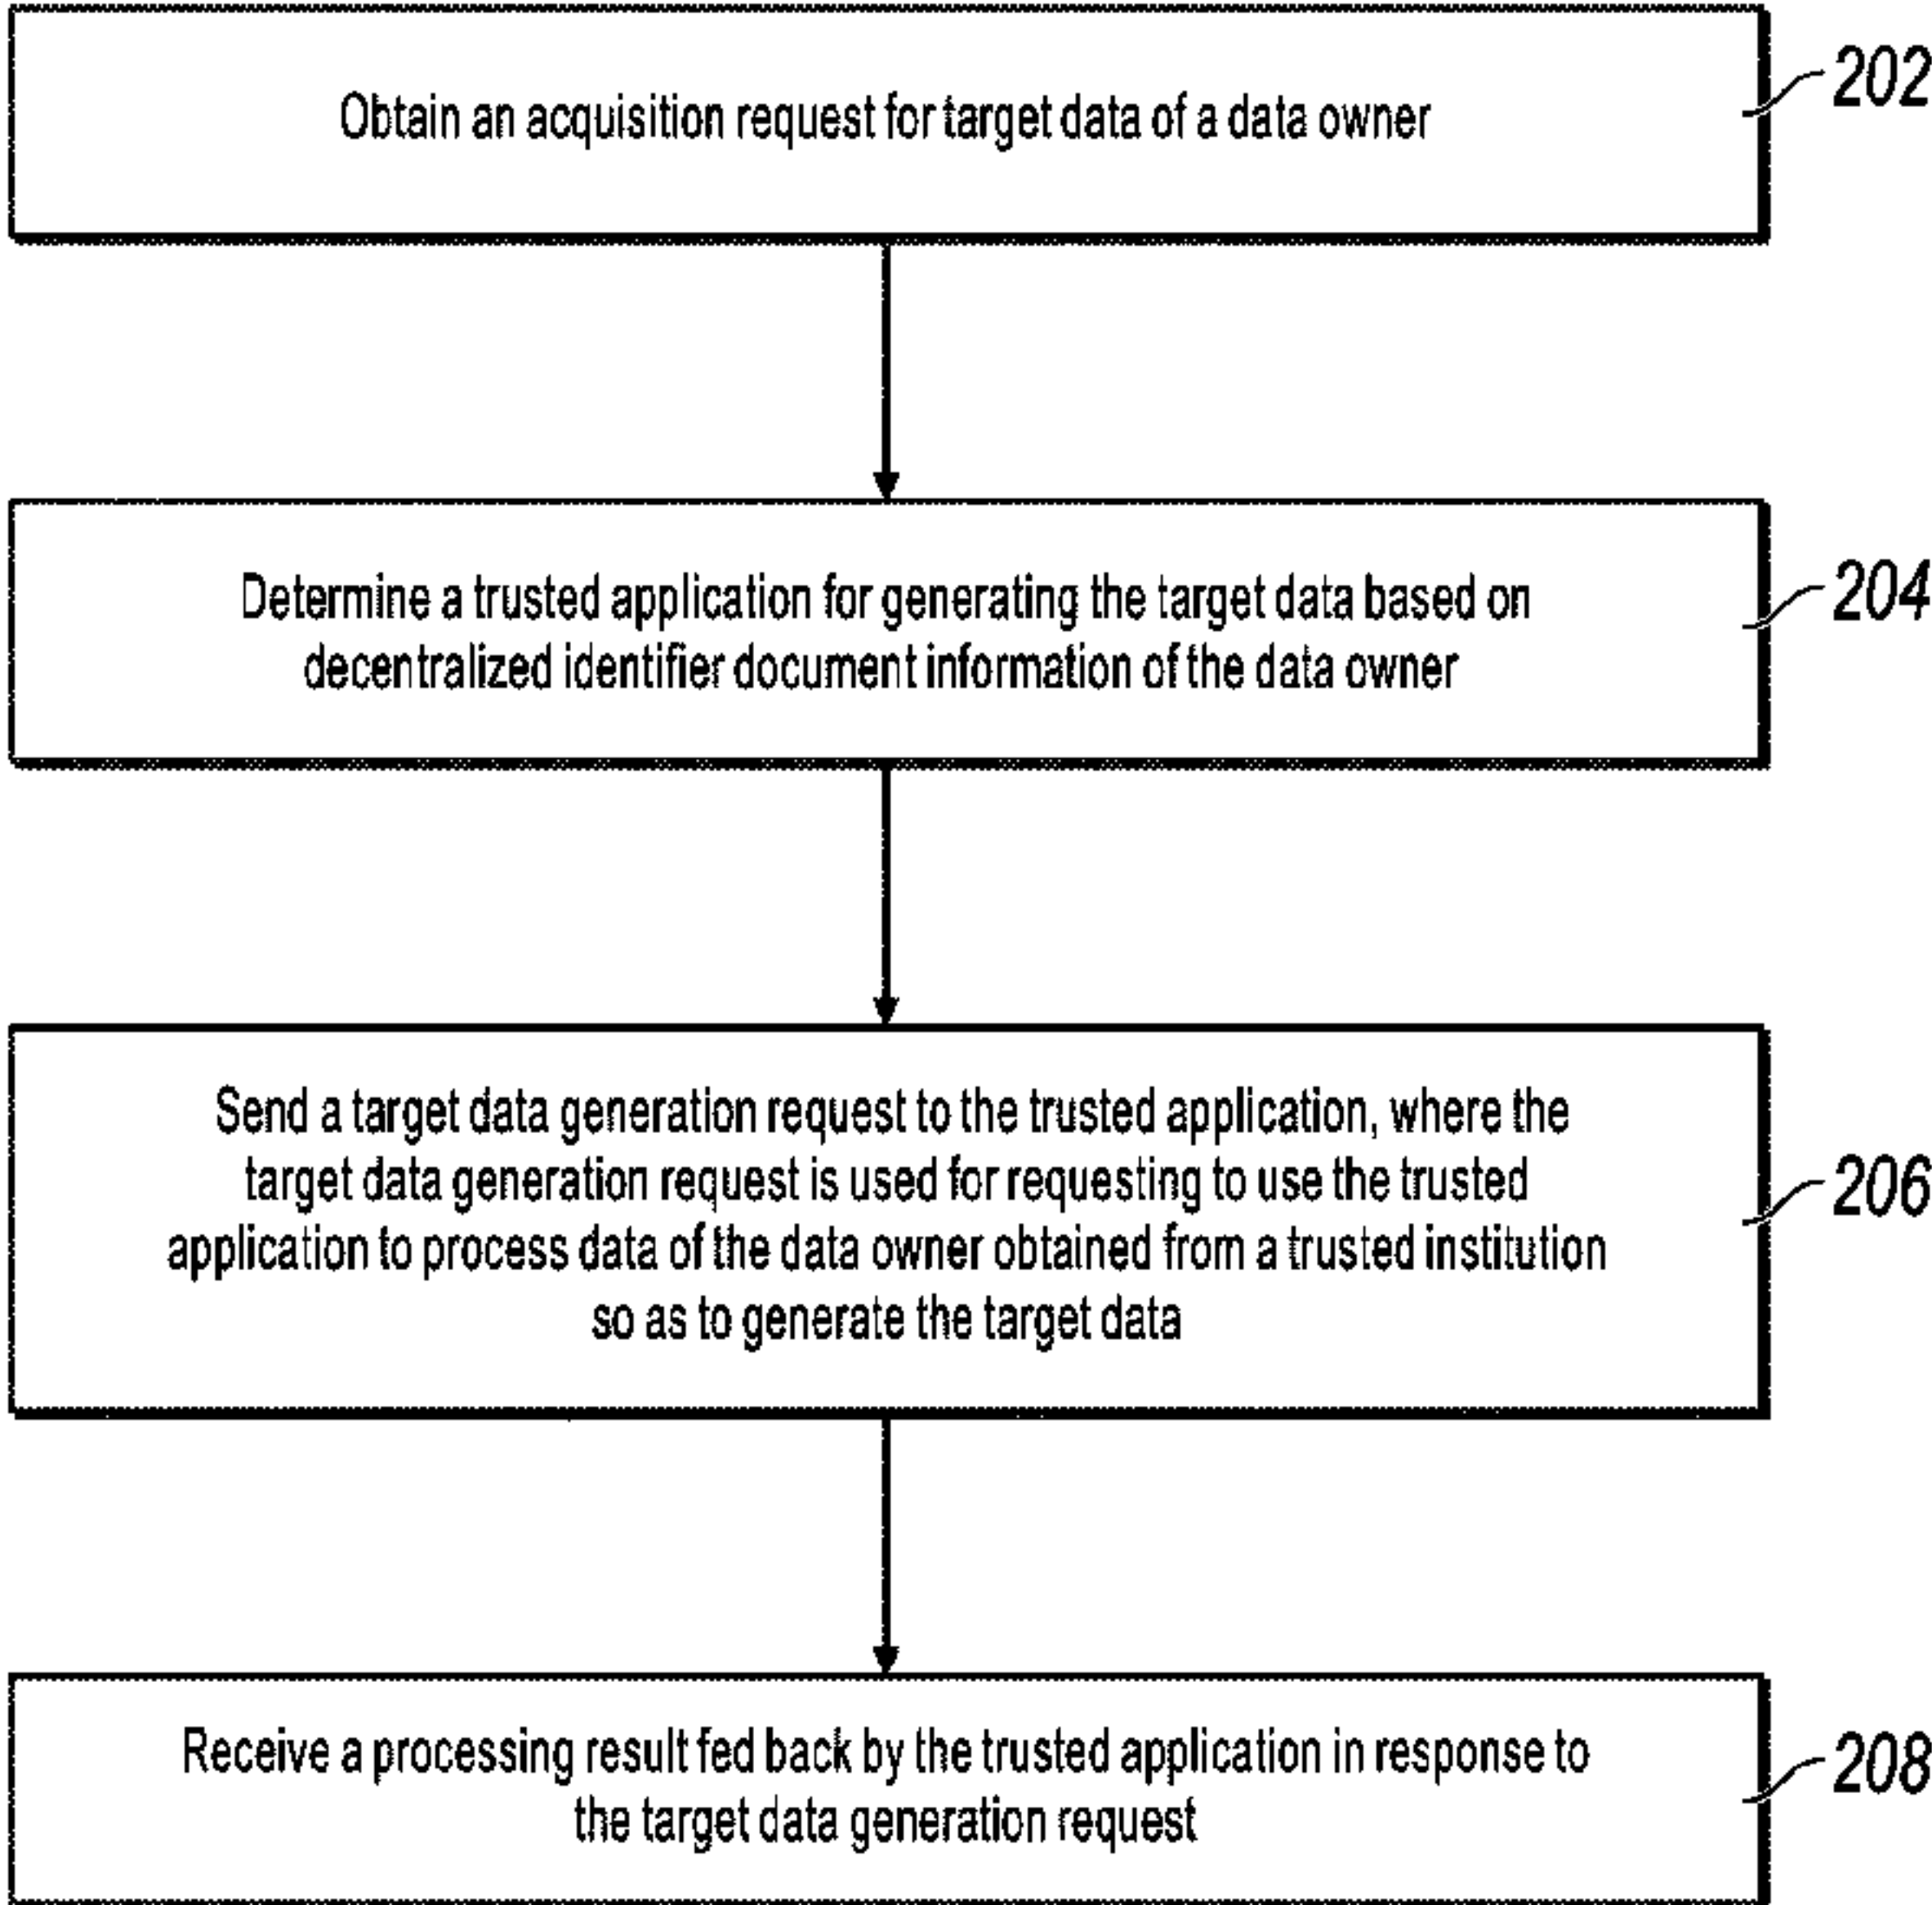 Obtain an acquisition request for target data of a data owner
202
Determine a trusted application for generating the target data based on
decentralized identifier document information of the data owner
204
Send a target data generation request to the trusted application, where the
target data generation request is used for requesting to use the trusted
application to process data of the data owner obtained from a trusted institution
so as to generate the target data
206
Receive a processing result fed back by the trusted application in response to
the target data generation request
208